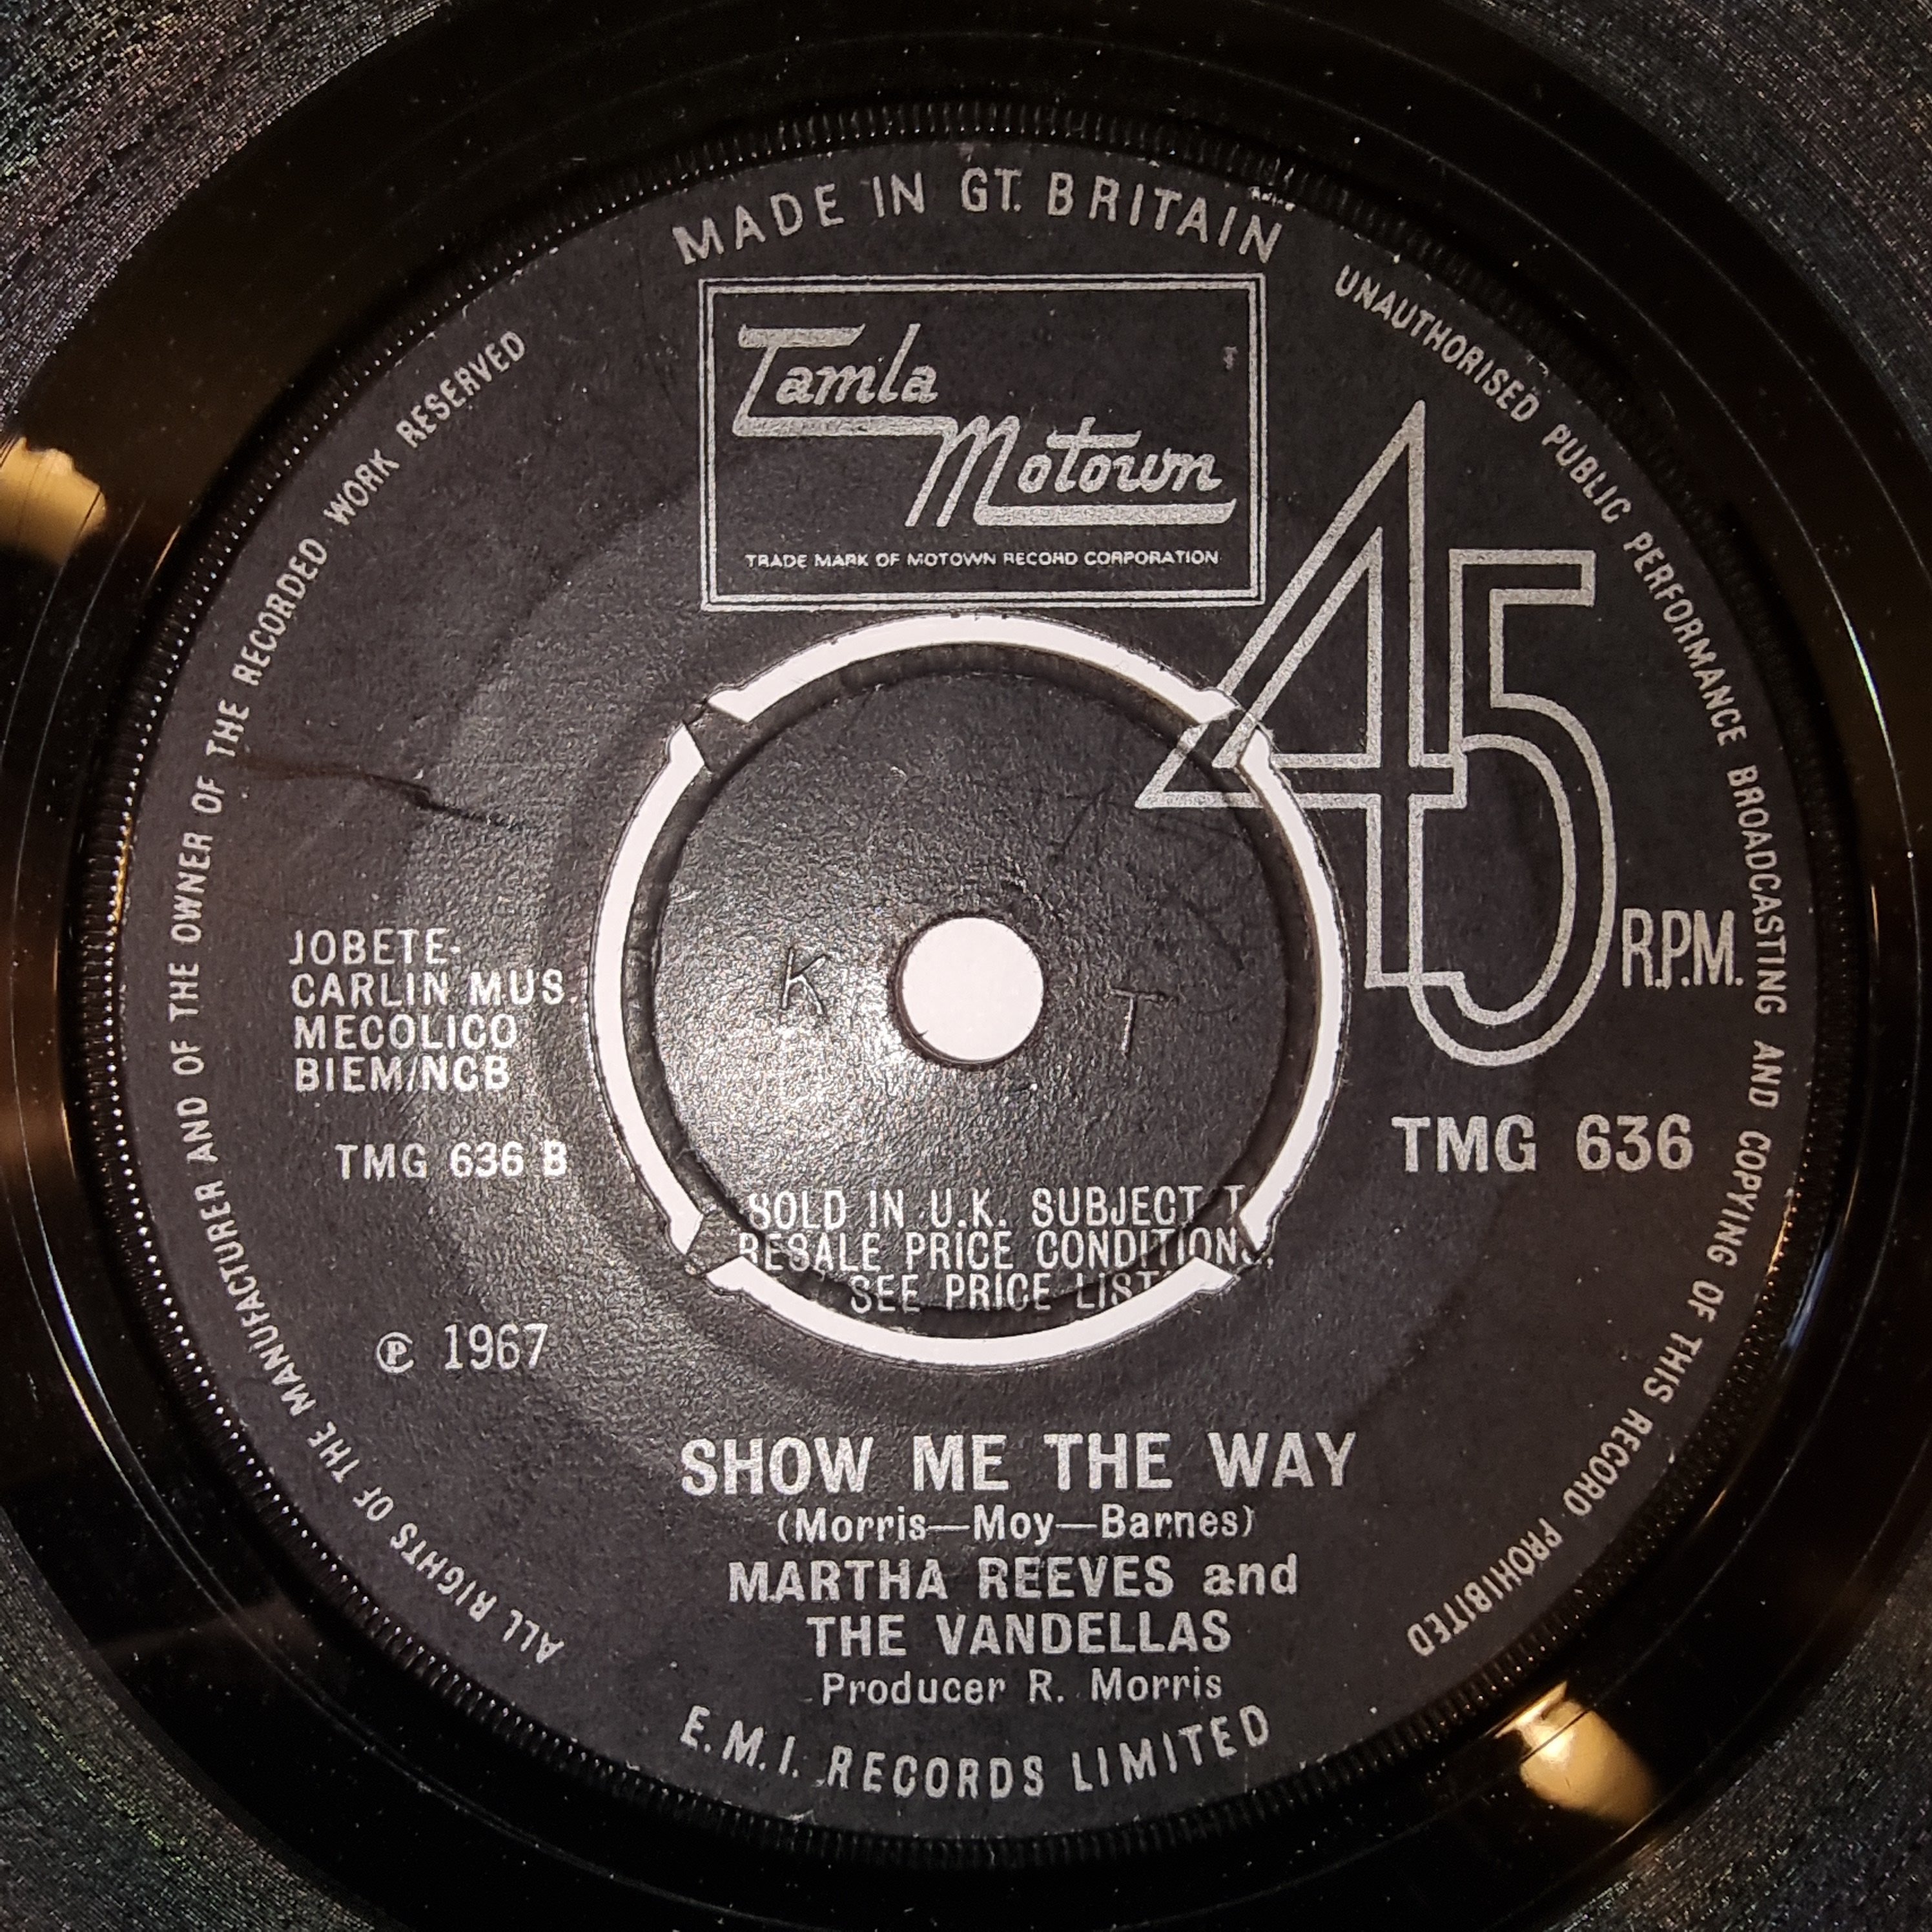 MADE IN GT. BRITAIN
Tamla
Motown
TRADE MARK OF MOTOWN RECORD CORPORATION
45
R.P.M.
JOBETE-
CARLIN MUS.
MECOLICO
BIEM/NCB
TMG 636 B
TMG 636
K T
SOLD IN U.K. SUBJECT T
RESALE PRICE CONDITIONS.
SEE PRICE LIST
℗ 1967
SHOW ME THE WAY
(Morris—Moy—Barnes)
MARTHA REEVES and
THE VANDELLAS
Producer R. Morris
E.M.I. RECORDS LIMITED
ALL RIGHTS OF THE MANUFACTURER AND OF THE OWNER OF THE RECORDED WORK RESERVED
UNAUTHORISED PUBLIC PERFORMANCE BROADCASTING AND COPYING OF THIS RECORD PROHIBITED